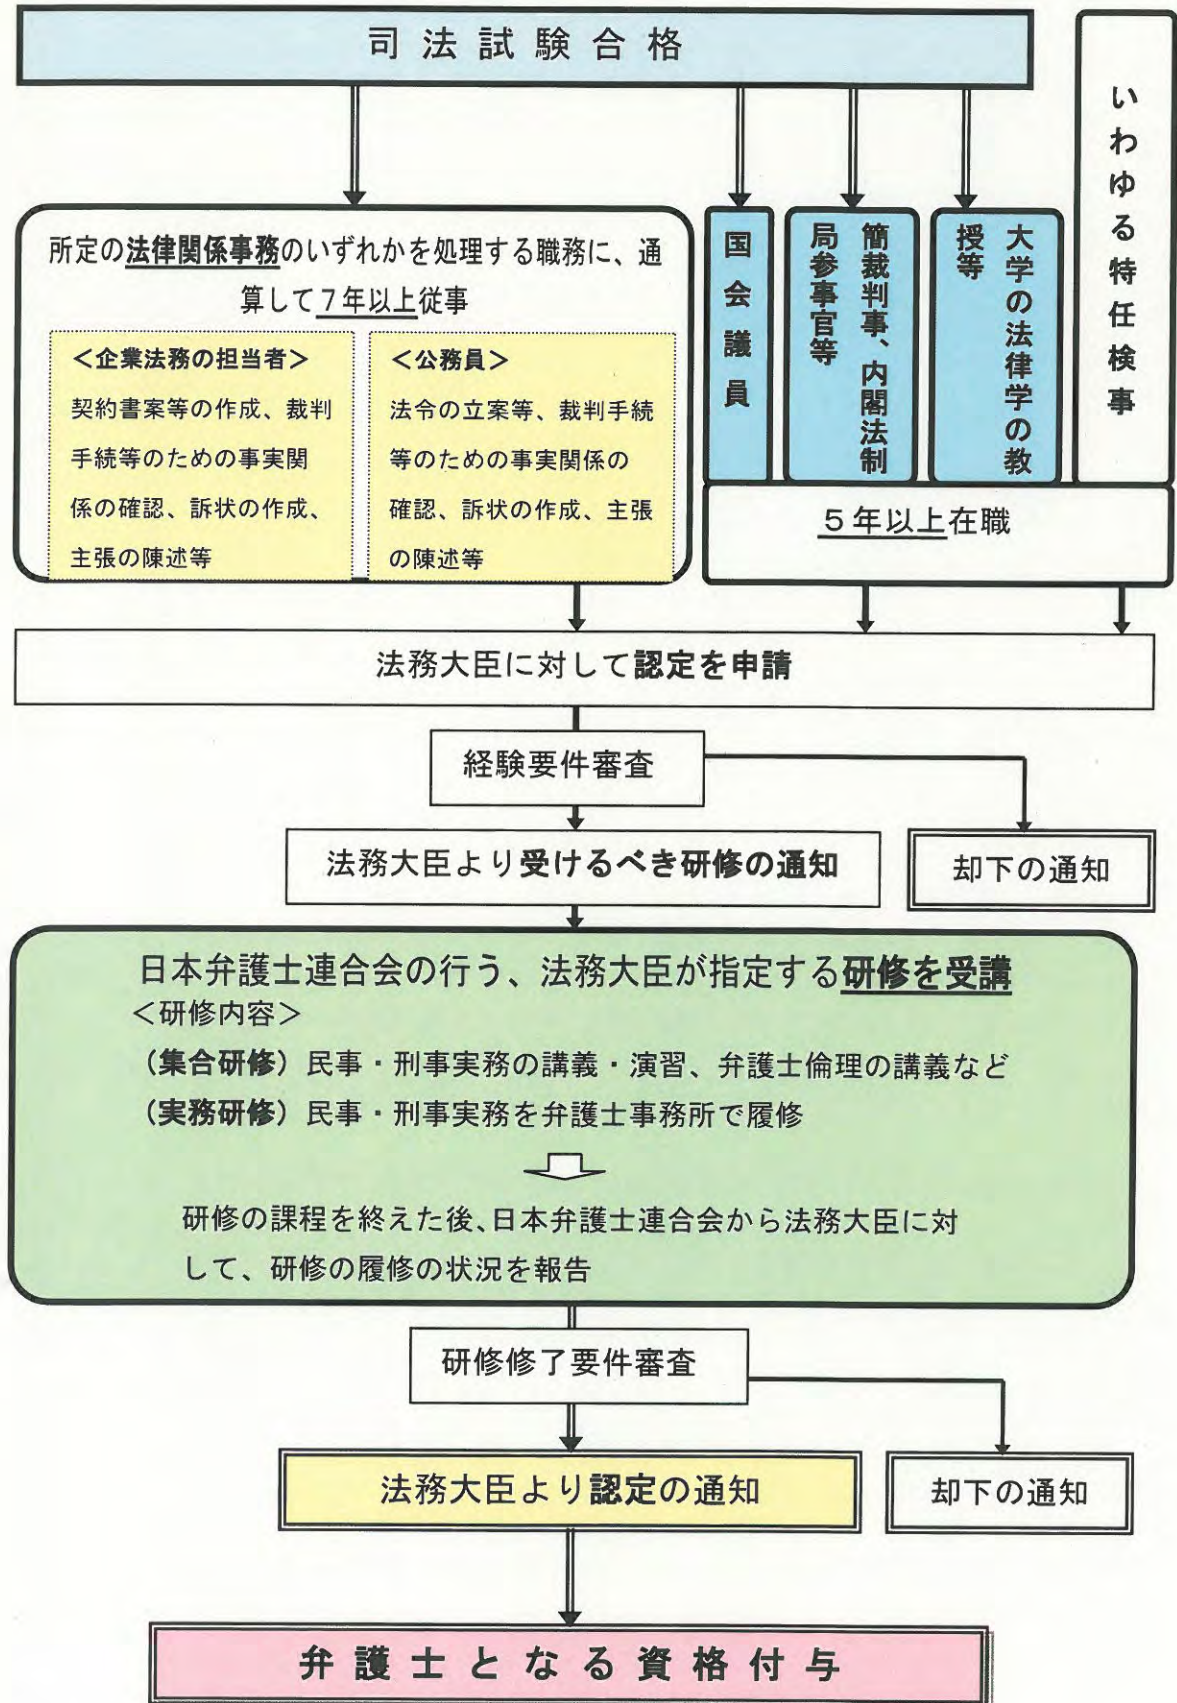 司法試験合格
いわゆる特任検事
所定の法律関係事務のいずれかを処理する職務に、通
算して７年以上従事
＜企業法務の担当者＞
契約書案等の作成、裁判
手続等のための事実関
係の確認、訴状の作成、
主張の陳述等
＜公務員＞
法令の立案等、裁判手続
等のための事実関係の
確認、訴状の作成、主張
の陳述等
国会議員
簡裁判事、内閣法制
局参事官等
大学の法律学の教
授等
５年以上在職
法務大臣に対して認定を申請
経験要件審査
法務大臣より受けるべき研修の通知
却下の通知
日本弁護士連合会の行う、法務大臣が指定する研修を受講
＜研修内容＞
（集合研修）民事・刑事実務の講義・演習、弁護士倫理の講義など
（実務研修）民事・刑事実務を弁護士事務所で履修
研修の課程を終えた後、日本弁護士連合会から法務大臣に対
して、研修の履修の状況を報告
研修修了要件審査
法務大臣より認定の通知
却下の通知
弁護士となる資格付与